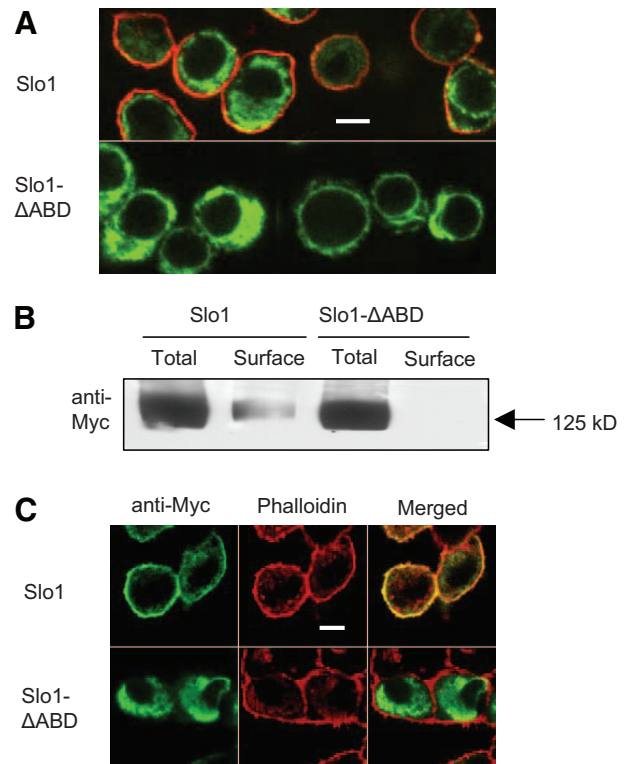 A
Slo1
Slo1-
ΔABD
B
Slo1 Slo1-ΔABD
Total Surface Total Surface
anti-
Myc
125 kD
C
anti-Myc Phalloidin Merged
Slo1
Slo1-
ΔABD